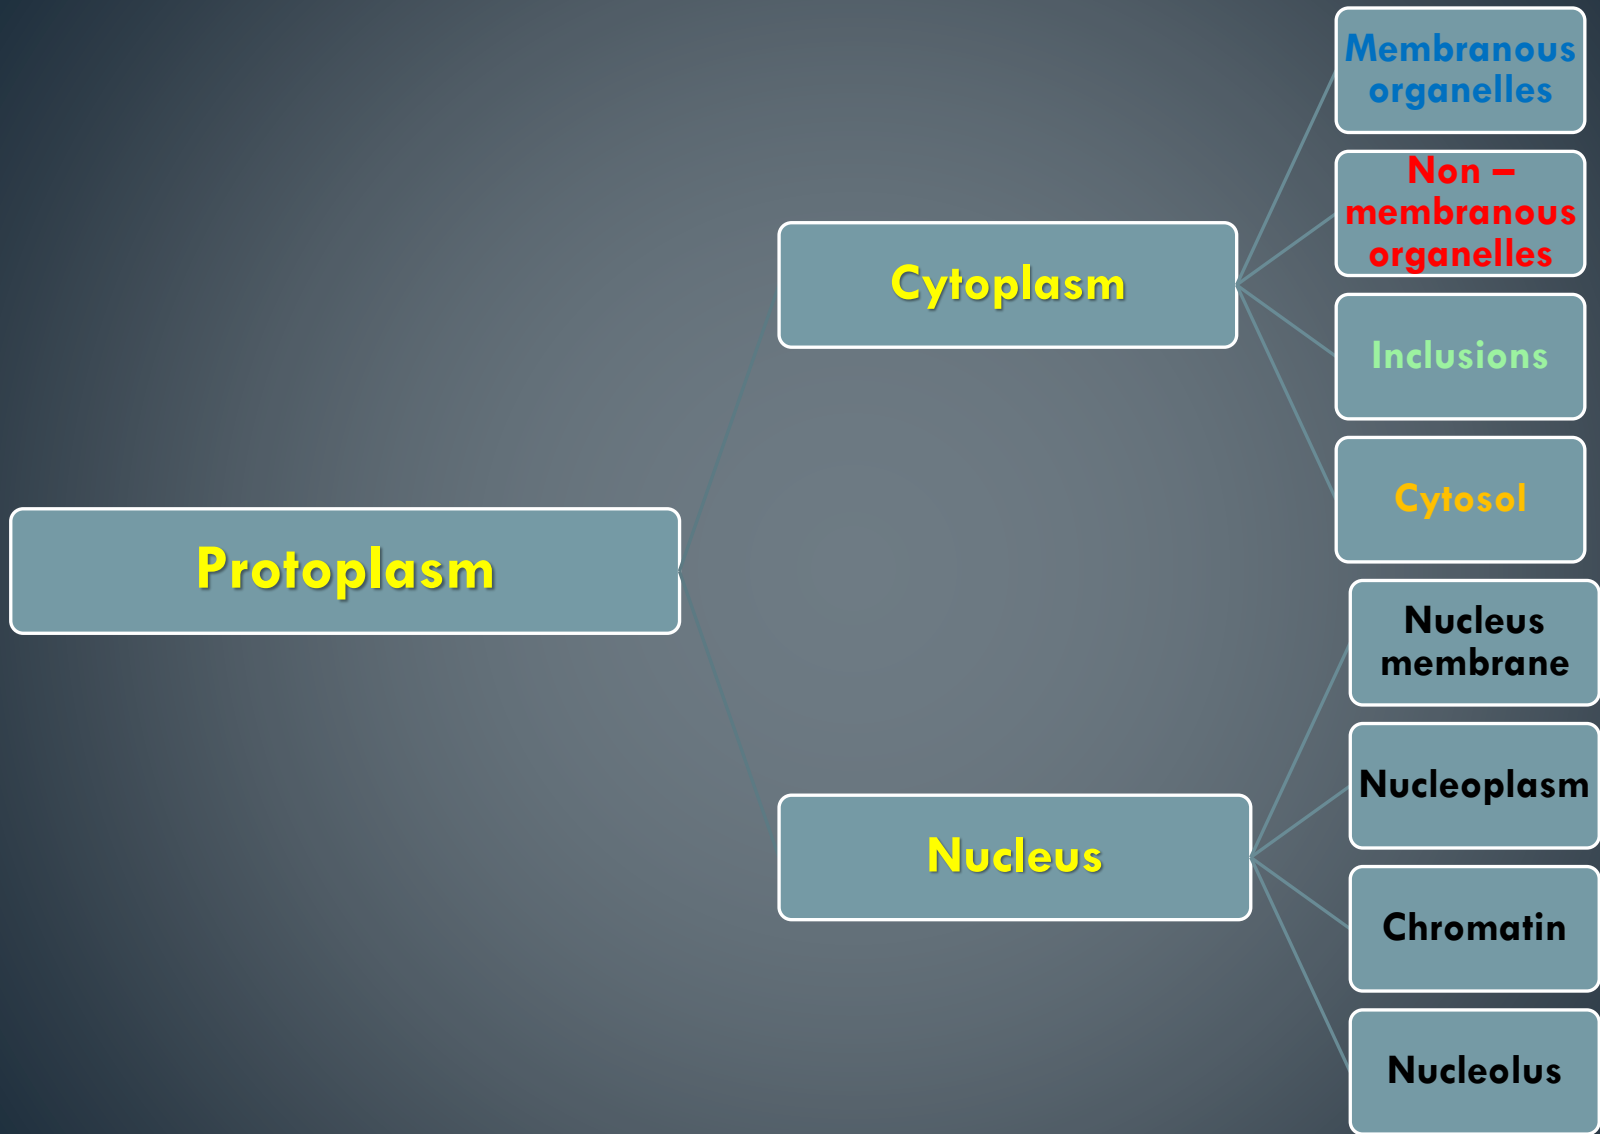 Protoplasm
Cytoplasm
Membranous
organelles
Non –
membranous
organelles
Inclusions
Cytosol
Nucleus
Nucleus
membrane
Nucleoplasm
Chromatin
Nucleolus